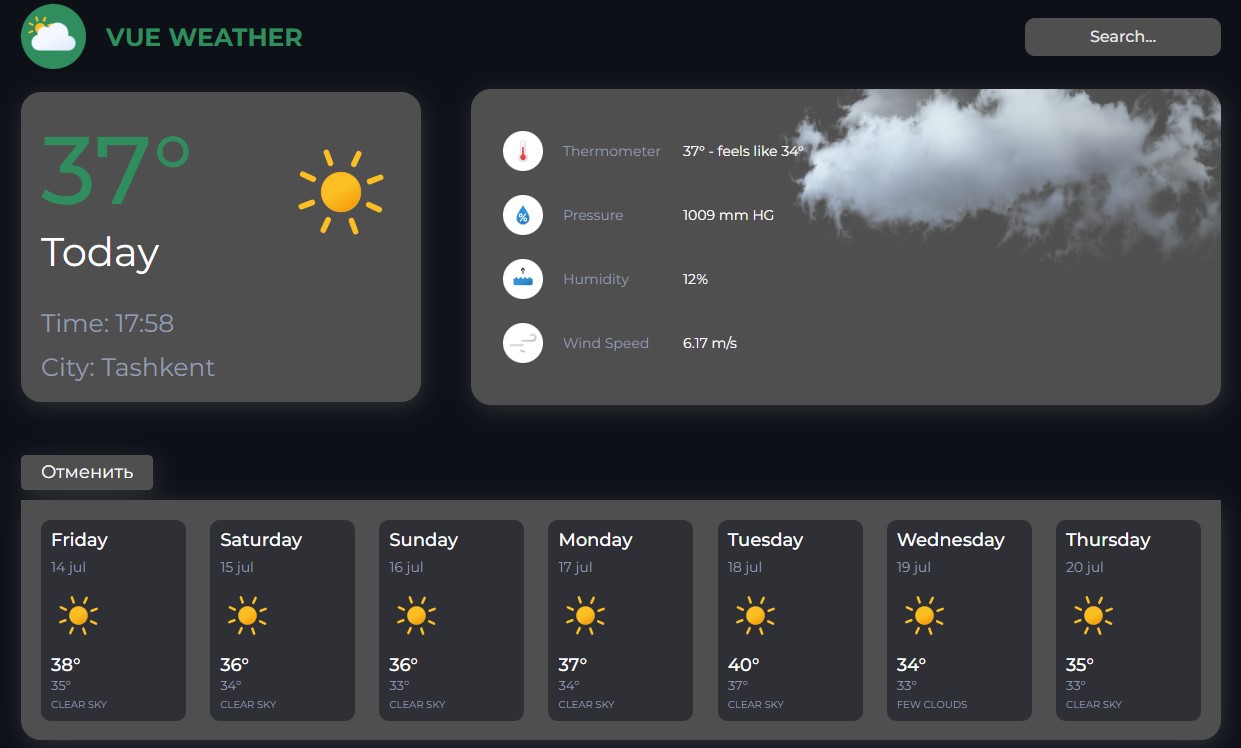 VUE WEATHER
Search...
37°
Today
Time: 17:58
City: Tashkent
Thermometer 37° - feels like 34°
Pressure 1009 mm HG
%
Humidity 12%
Wind Speed 6.17 m/s
Отменить
Friday
14 jul
38°
35°
CLEAR SKY
Saturday
15 jul
36°
34°
CLEAR SKY
Sunday
16 jul
36°
33°
CLEAR SKY
Monday
17 jul
37°
34°
CLEAR SKY
Tuesday
18 jul
40°
37°
CLEAR SKY
Wednesday
19 jul
34°
33°
FEW CLOUDS
Thursday
20 jul
35°
33°
CLEAR SKY